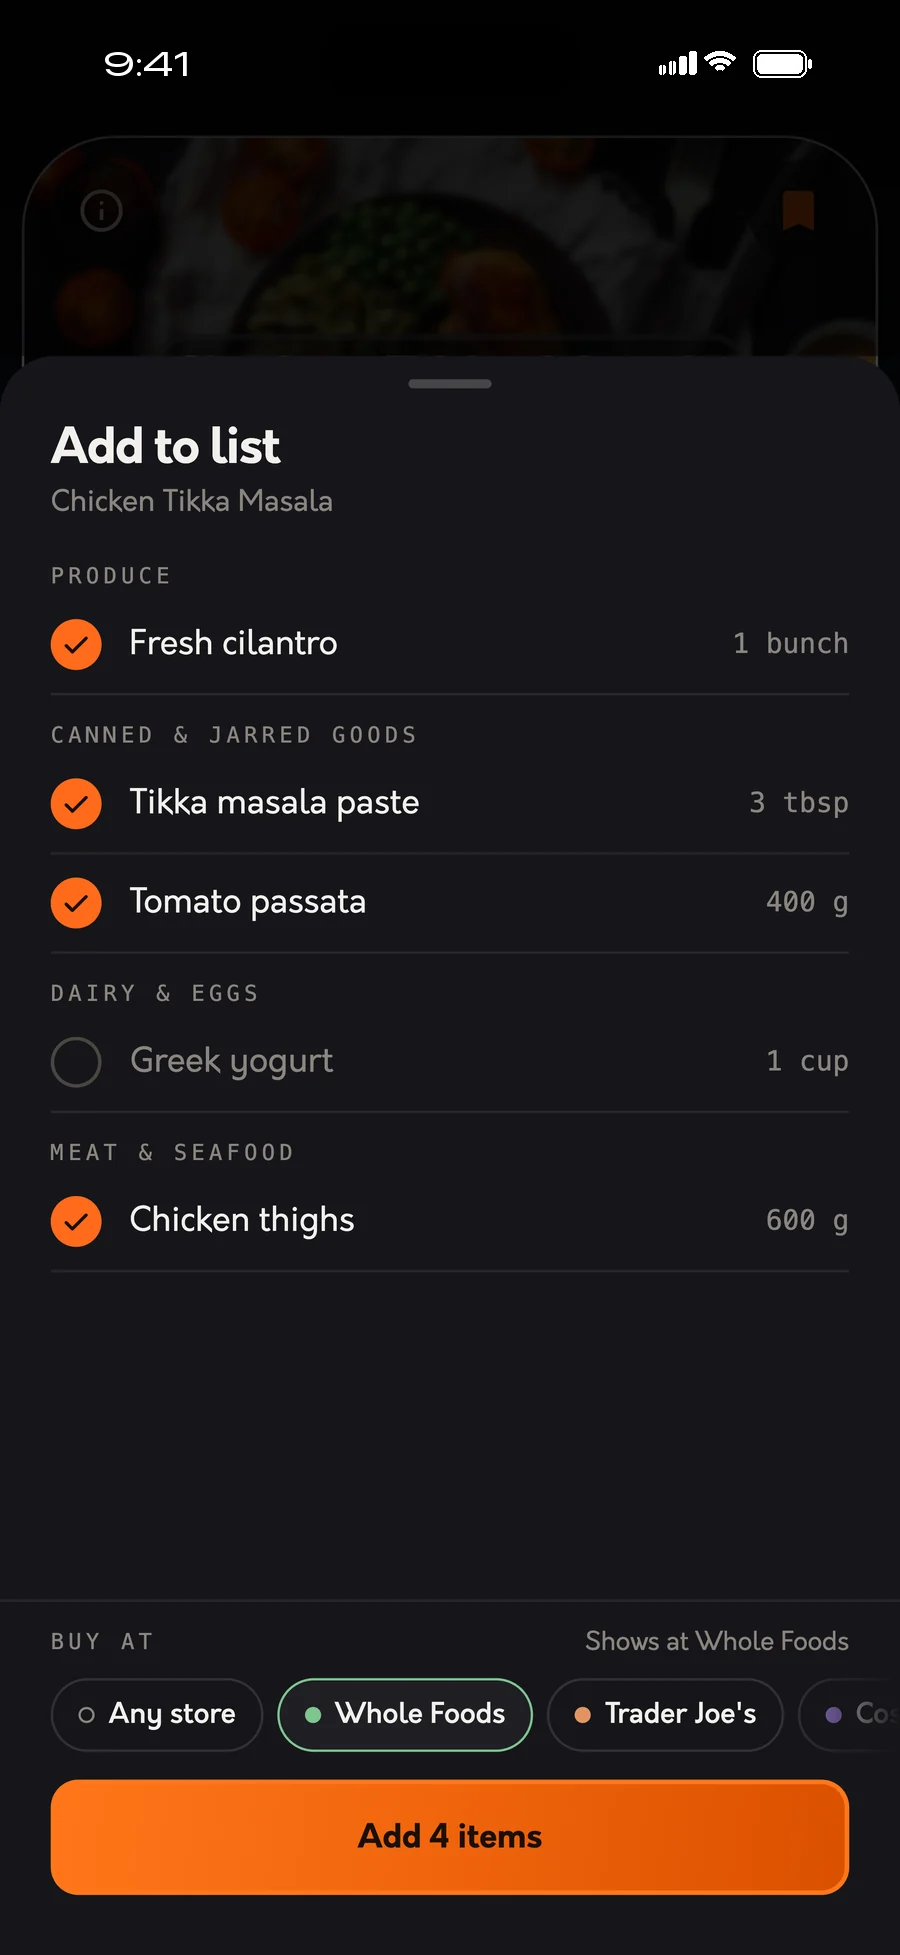 9:41
Add to list
Chicken Tikka Masala
PRODUCE
Fresh cilantro 1 bunch
CANNED & JARRED GOODS
Tikka masala paste 3 tbsp
Tomato passata 400 g
DAIRY & EGGS
Greek yogurt 1 cup
MEAT & SEAFOOD
Chicken thighs 600 g
BUY AT Shows at Whole Foods
Any store Whole Foods Trader Joe's
Add 4 items